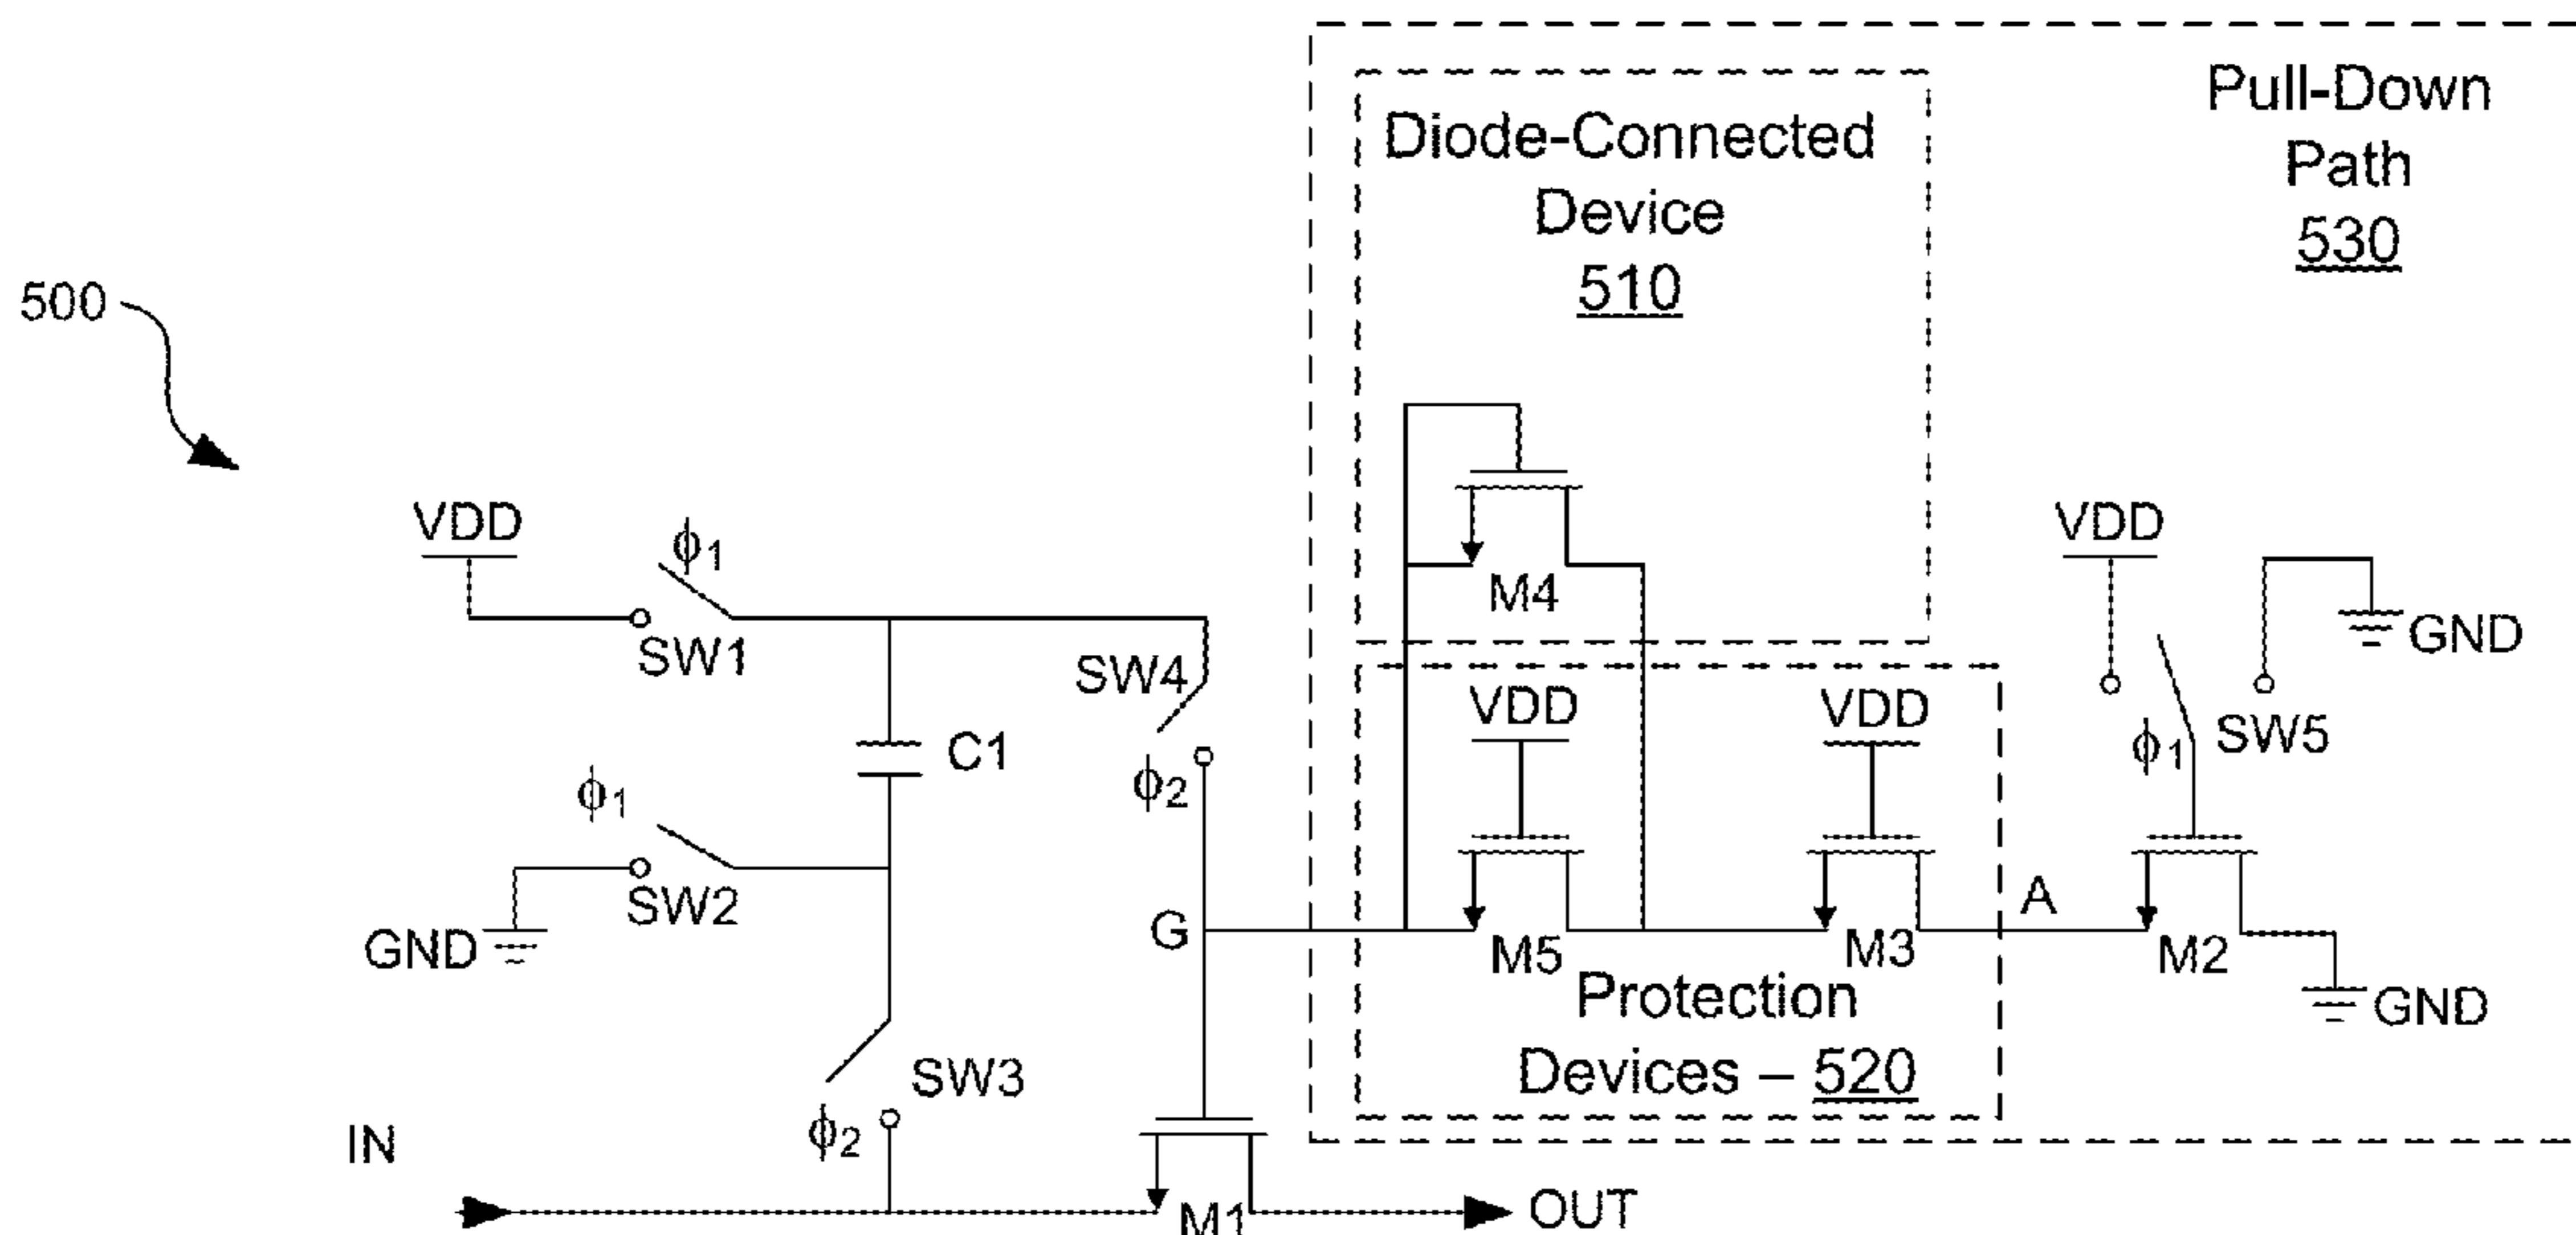 Pull-Down
Path
530
Diode-Connected
Device
510
500
VDD
ϕ1
SW1
M4
VDD
GND
SW4
VDD
VDD
ϕ1
SW5
C1
ϕ2
ϕ1
SW2
GND
G
M5
M3
A
M2
GND
Protection
Devices – 520
SW3
ϕ2
IN
M1
OUT